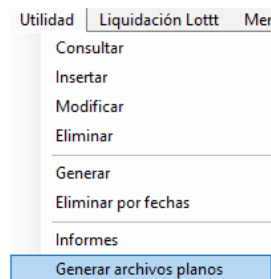 Utilidad Liquidación Lottt
Consultar
Insertar
Modificar
Eliminar
Generar
Eliminar por fechas
Informes
Generar archivos planos